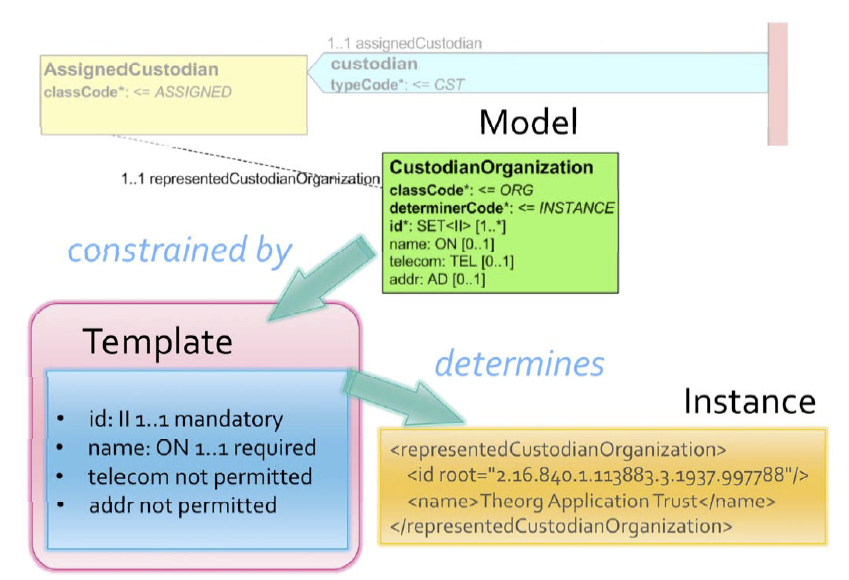 1..1 assignedCustodian
AssignedCustodian
classCode*: <= ASSIGNED
custodian
typeCode*: <= CST
Model
1..1 representedCustodianOrganization
CustodianOrganization
classCode*: <= ORG
determinerCode*: <= INSTANCE
id*: SET<II> [1..*]
name: ON [0..1]
telecom: TEL [0..1]
addr: AD [0..1]
constrained by
Template
• id: II 1..1 mandatory
• name: ON 1..1 required
• telecom not permitted
• addr not permitted
determines
Instance
<representedCustodianOrganization>
<id root="2.16.840.1.113883.3.1937.997788"/>
<name>Theorg Application Trust</name>
</representedCustodianOrganization>